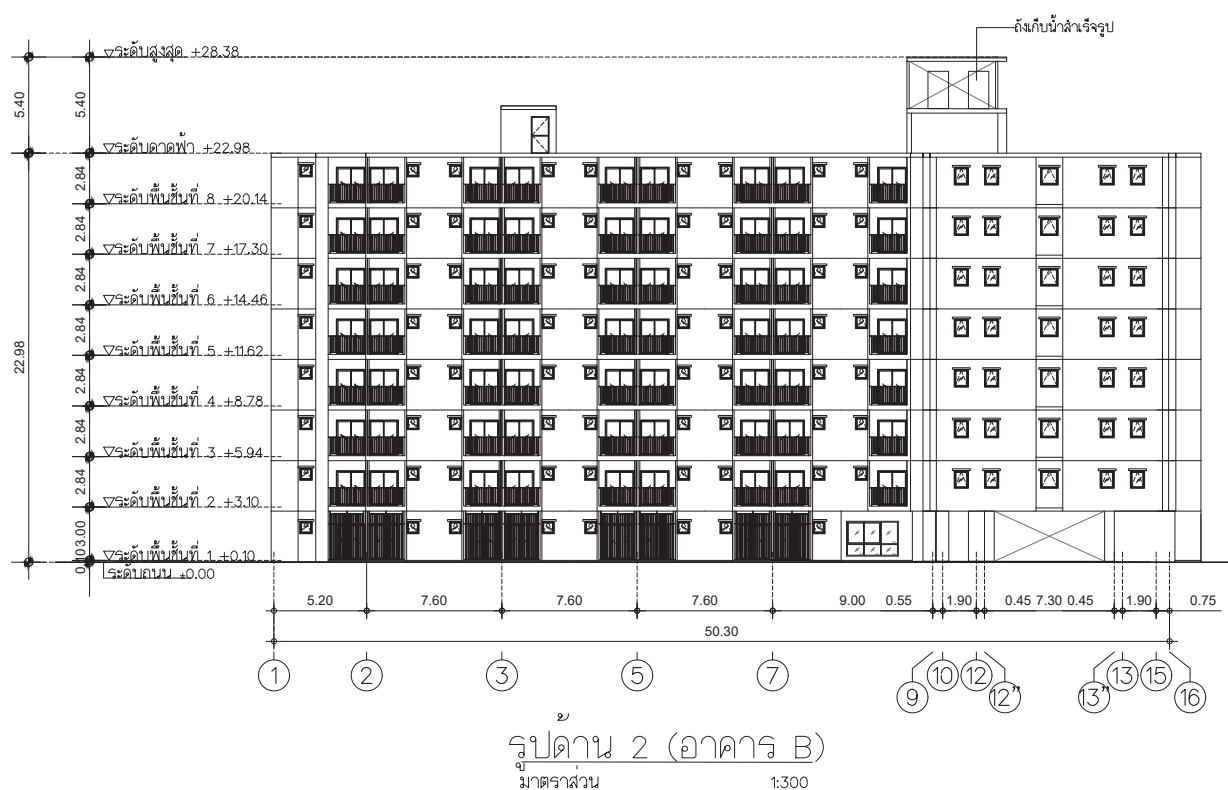 ถังเก็บน้ำสำเร็จรูป
▽ระดับสูงสุด +28.38
5.40 5.40
▽ระดับดาดฟ้า +22.98
2.84
▽ระดับพื้นชั้นที่ 8 +20.14
2.84
▽ระดับพื้นชั้นที่ 7 +17.30
2.84
▽ระดับพื้นชั้นที่ 6 +14.46
2.84
▽ระดับพื้นชั้นที่ 5 +11.62
22.98
2.84
▽ระดับพื้นชั้นที่ 4 +8.78
2.84
▽ระดับพื้นชั้นที่ 3 +5.94
2.84
▽ระดับพื้นชั้นที่ 2 +3.10
3.00
▽ระดับพื้นชั้นที่ 1 +0.10
0.10
ระดับถนน ±0.00
5.20 7.60 7.60 7.60 9.00 0.55 1.90 0.45 7.30 0.45 1.90 0.75
50.30
1 2 3 5 7 9 10 12 12" 13" 13 15 16
รูปด้าน 2 (อาคาร B)
มาตราส่วน 1:300